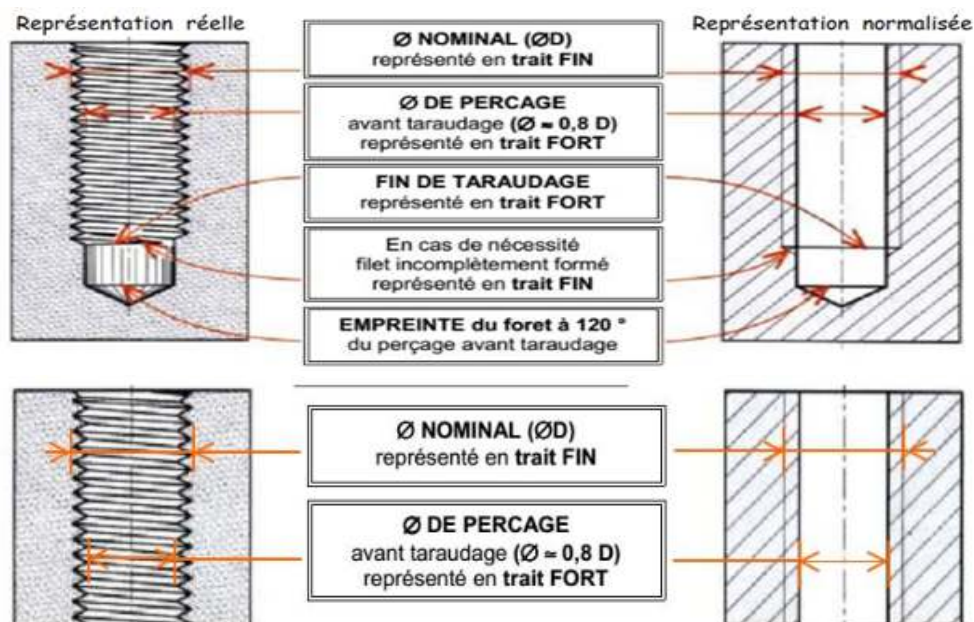 Représentation réelle
Représentation normalisée
Ø NOMINAL (ØD)
représenté en trait FIN
Ø DE PERCAGE
avant taraudage (Ø ≈ 0,8 D)
représenté en trait FORT
FIN DE TARAUDAGE
représenté en trait FORT
En cas de nécessité
filet incomplètement formé
représenté en trait FIN
EMPREINTE du foret à 120 °
du perçage avant taraudage
Ø NOMINAL (ØD)
représenté en trait FIN
Ø DE PERCAGE
avant taraudage (Ø ≈ 0,8 D)
représenté en trait FORT